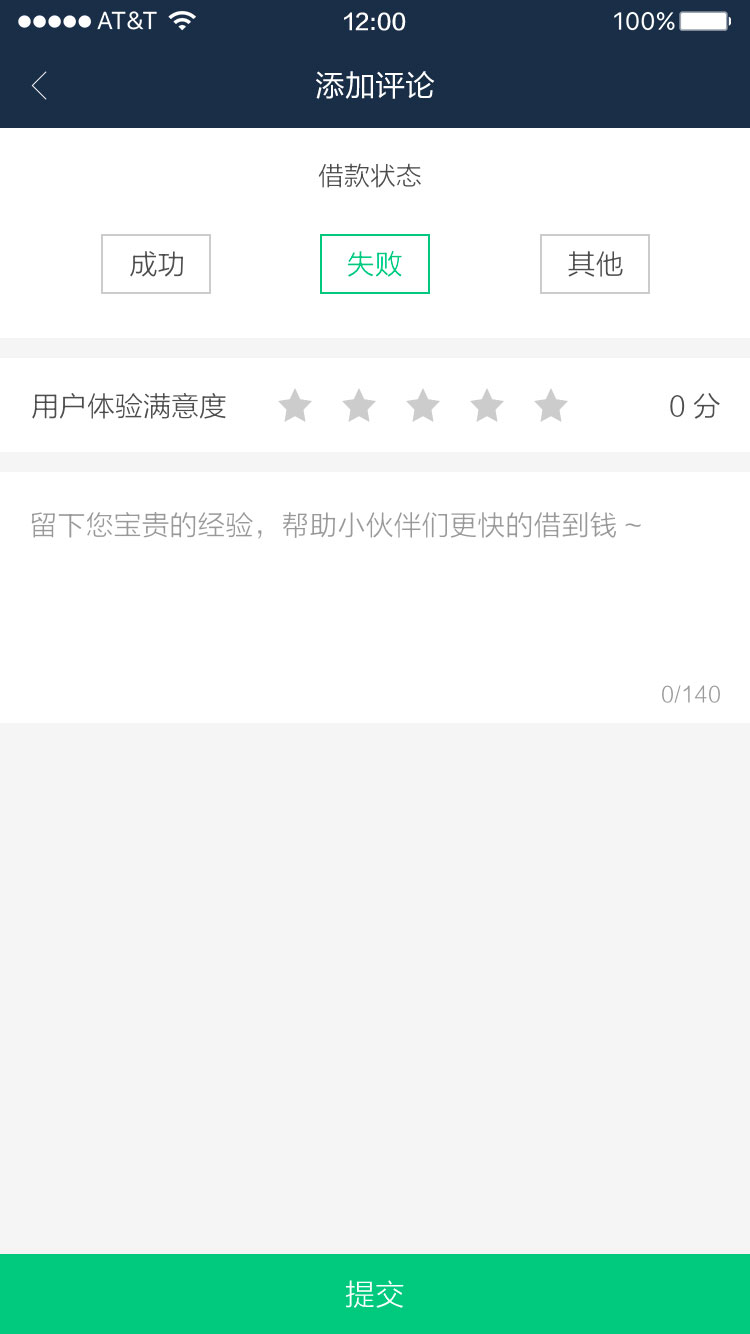 AT&T 12:00 100%
添加评论
借款状态
成功 失败 其他
用户体验满意度 0 分
留下您宝贵的经验，帮助小伙伴们更快的借到钱 ~
0/140
提交